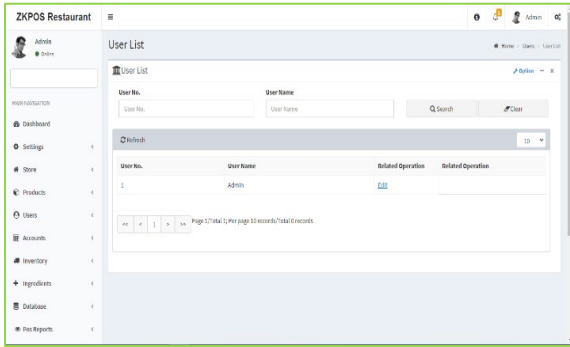 ZKPOS Restaurant
1
Admin
Admin
Online
User List
Home > Users > User List
User List
Option
User No.
User Name
User No.
User Name
Search
Clear
MAIN NAVIGATION
Dashboard
Settings
Store
Products
Users
Accounts
Inventory
Ingredients
Database
Pos Reports
Refresh
10
User No. User Name Related Operation Related Operation
1 Admin Edit
<< < 1 > >> Page 1/Total 1; Per page 10 records/Total 0 records